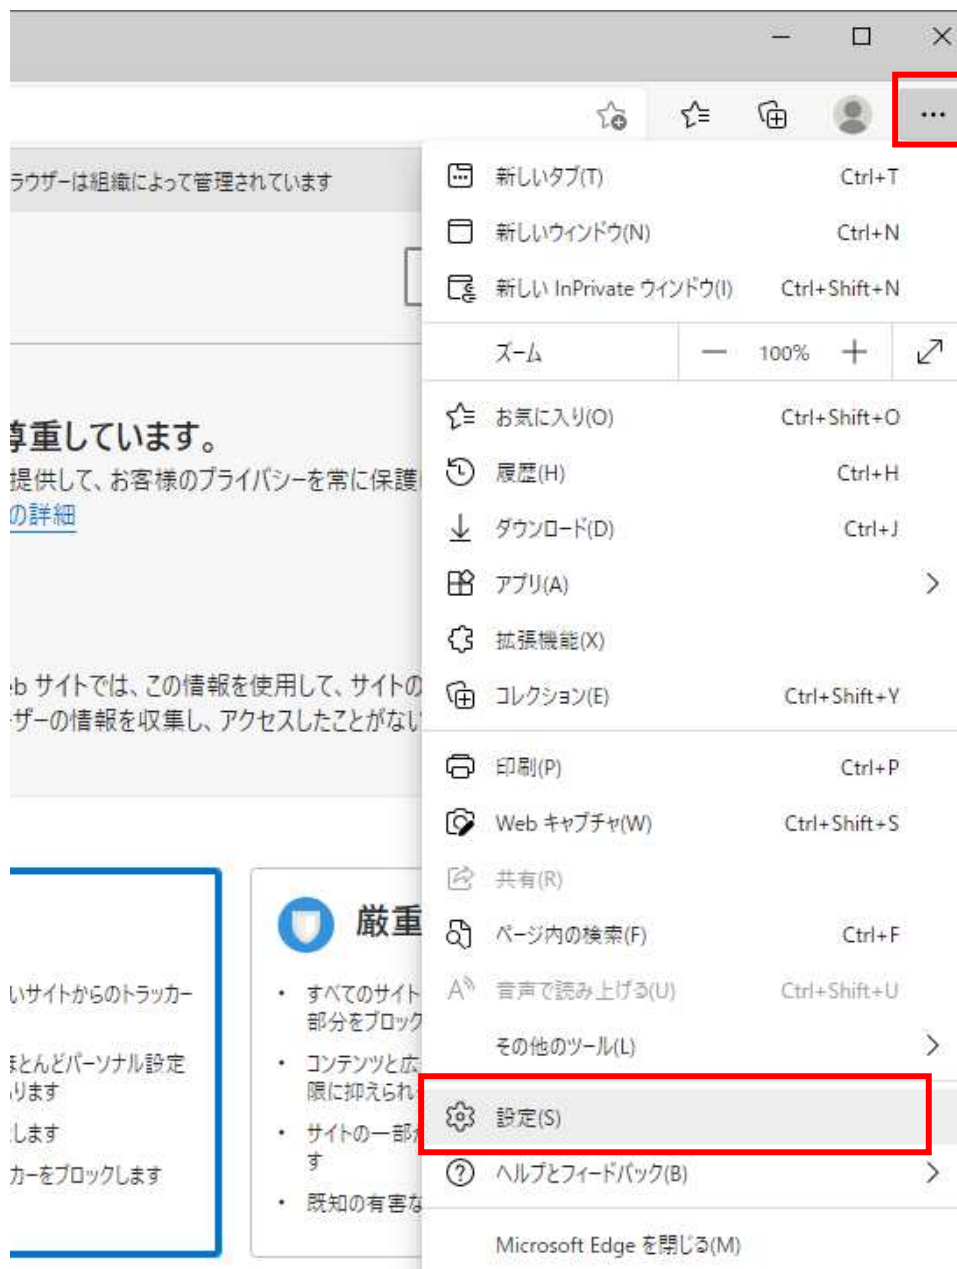 ラウザーは組織によって管理されています
新しいタブ(T) Ctrl+T
新しいウィンドウ(N) Ctrl+N
新しい InPrivate ウィンドウ(I) Ctrl+Shift+N
ズーム 100%
お気に入り(O) Ctrl+Shift+O
履歴(H) Ctrl+H
ダウンロード(D) Ctrl+J
アプリ(A)
拡張機能(X)
コレクション(E) Ctrl+Shift+Y
印刷(P) Ctrl+P
Web キャプチャ(W) Ctrl+Shift+S
共有(R)
ページ内の検索(F) Ctrl+F
音声で読み上げる(U) Ctrl+Shift+U
その他のツール(L)
設定(S)
ヘルプとフィードバック(B)
Microsoft Edge を閉じる(M)
尊重しています。
提供して、お客様のプライバシーを常に保護
の詳細
eb サイトでは、この情報を使用して、サイトの
ザーの情報を収集し、アクセスしたことがない
いサイトからのトラッカー
ほとんどパーソナル設定
ります
します
カーをブロックします
厳重
• すべてのサイト
部分をブロック
• コンテンツと広
限に抑えられ
• サイトの一部
す
• 既知の有害な